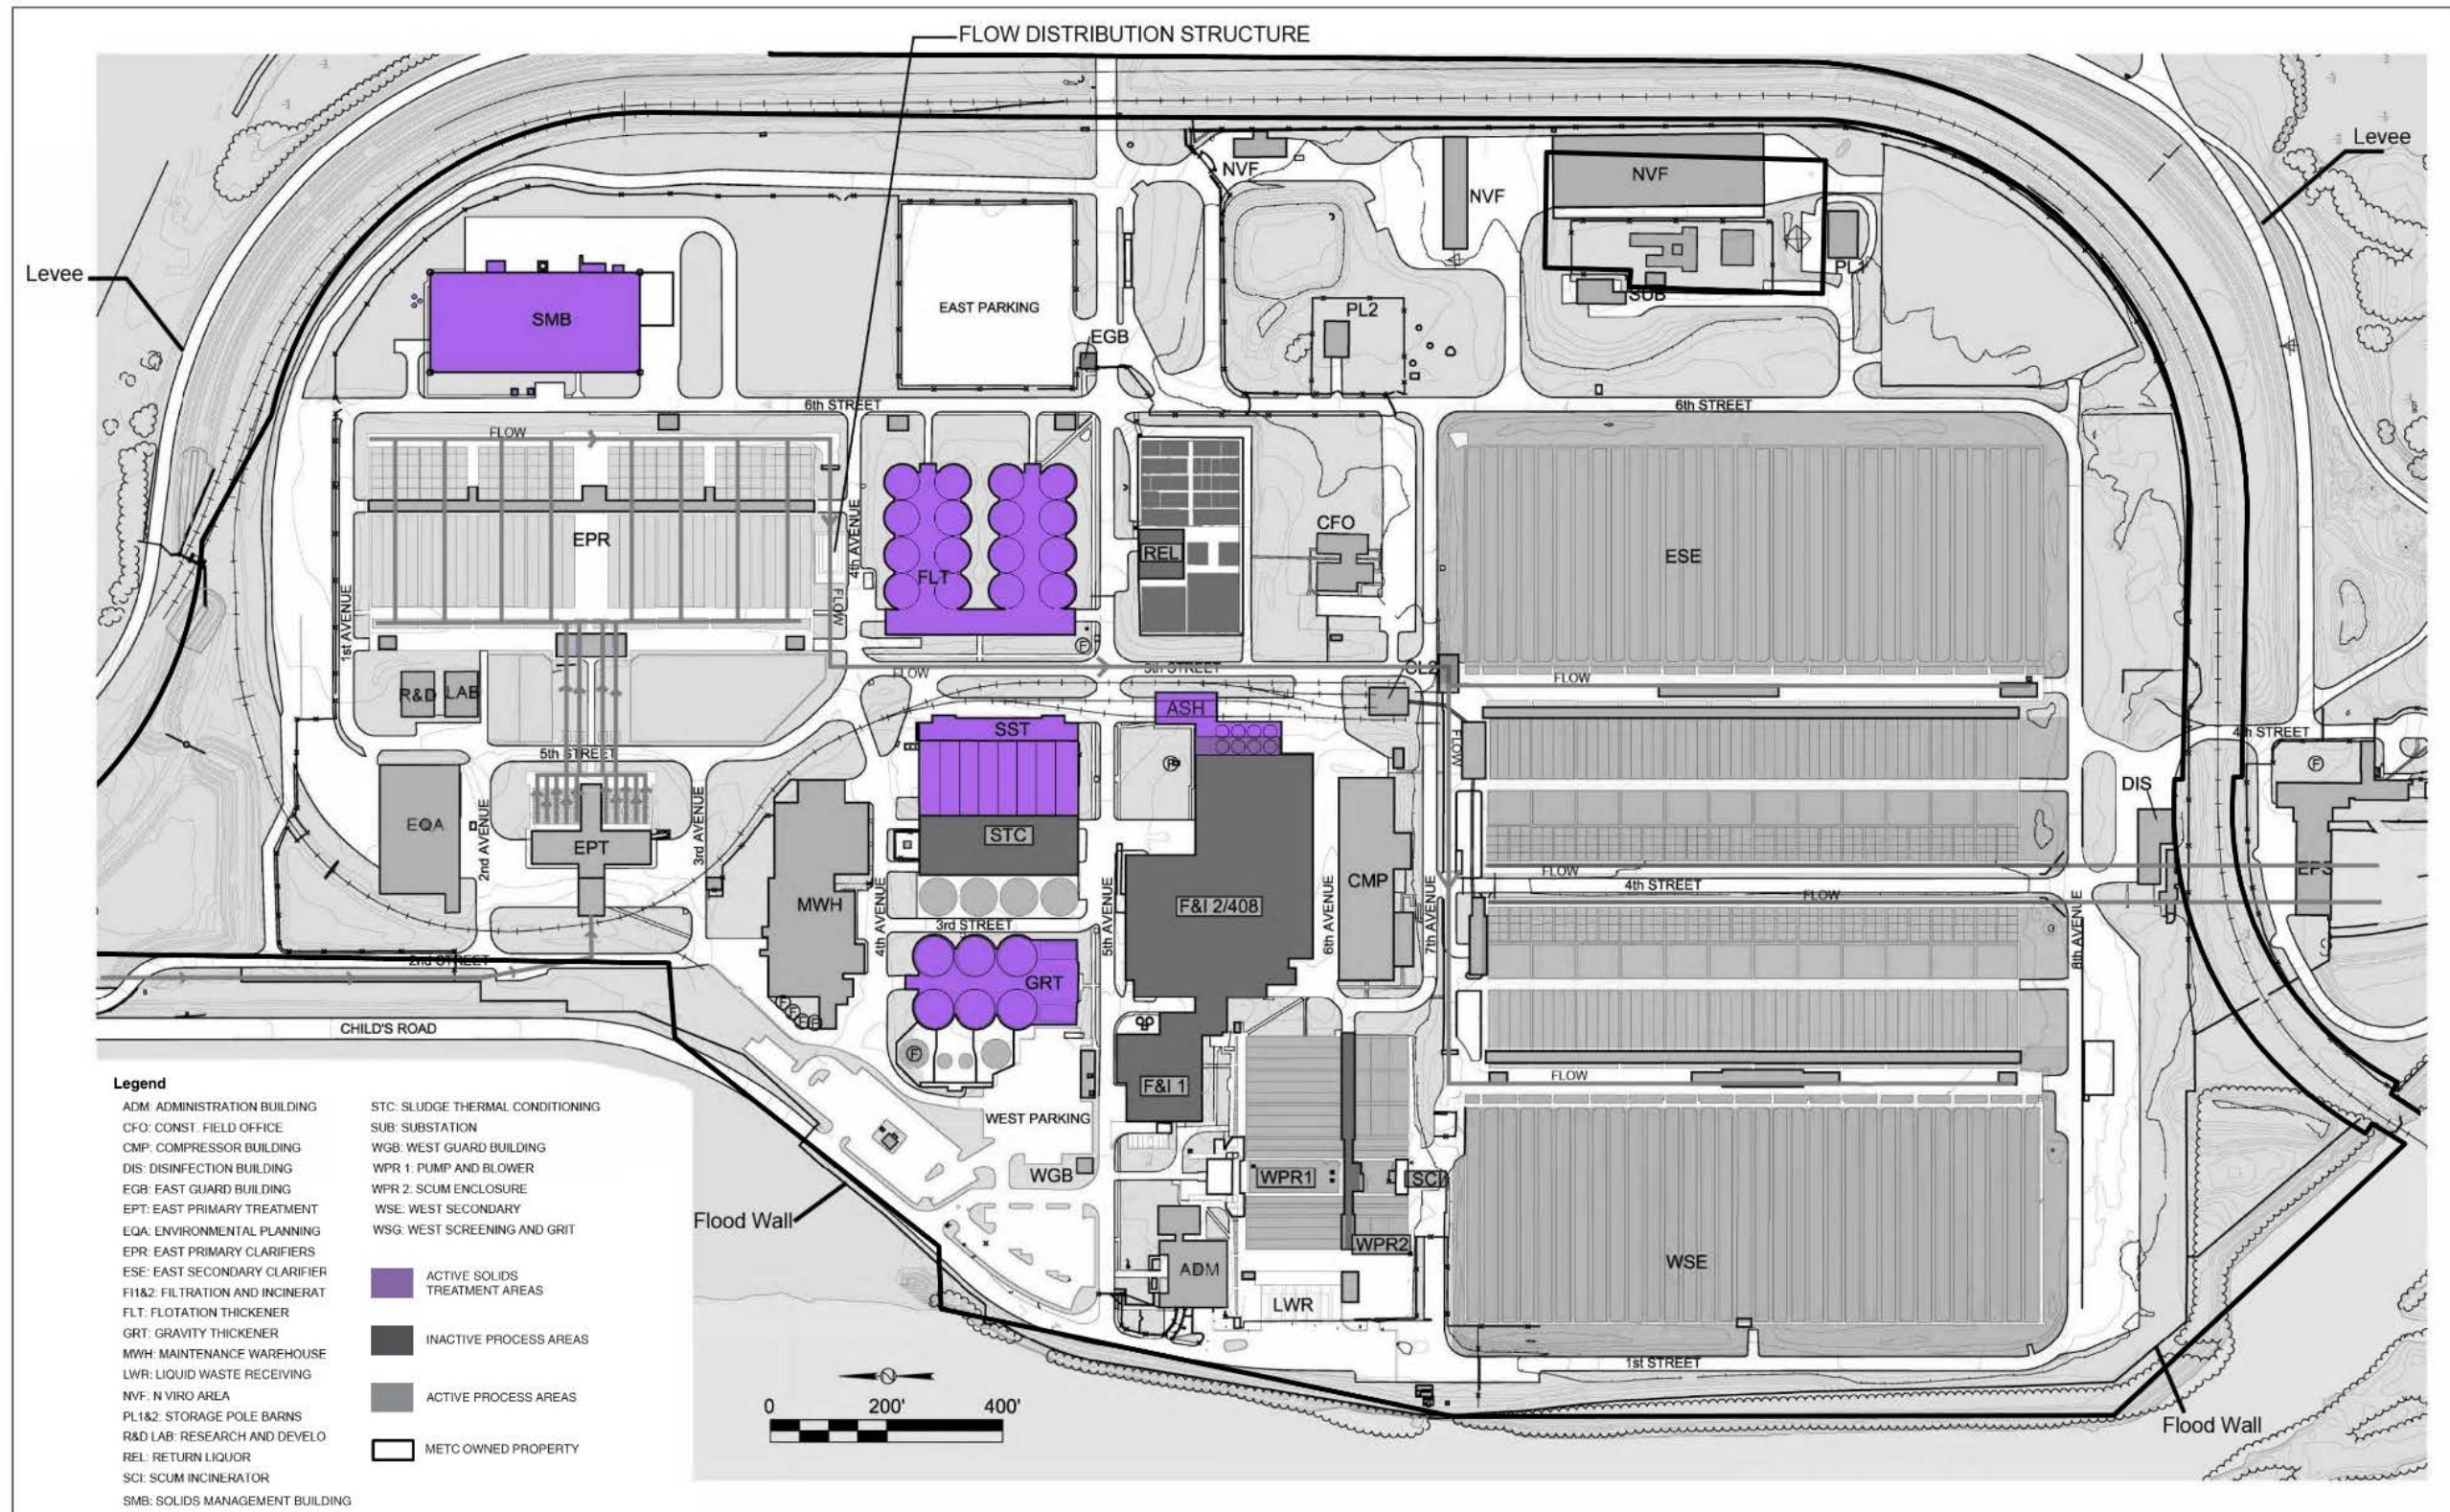 FLOW DISTRIBUTION STRUCTURE
Levee
Levee
NVF
NVF
NVF
PL1
SUB
SMB
EAST PARKING
PL2
EGB
6th STREET
6th STREET
FLOW
4th AVENUE
FLOW
EPR
FLT
REL
CFO
ESE
1st AVENUE
F
FLOW
5th STREET
CL2
FLOW
R&D
LAB
ASH
SST
FLOW
4th STREET
5th STREET
F
F
DIS
EQA
2nd AVENUE
EPT
3rd AVENUE
STC
MWH
4th AVENUE
3rd STREET
5th AVENUE
F&I 2/408
6th AVENUE
CMP
7th AVENUE
FLOW
4th STREET
FLOW
8th AVENUE
EPS
2nd STREET
GRT
F
F
F
F
CHILD'S ROAD
F
F&I 1
FLOW
WEST PARKING
WGB
WPR1
SCI
Flood Wall
WPR2
ADM
LWR
WSE
1st STREET
Flood Wall
0 200' 400'
Legend
ADM: ADMINISTRATION BUILDING
CFO: CONST. FIELD OFFICE
CMP: COMPRESSOR BUILDING
DIS: DISINFECTION BUILDING
EGB: EAST GUARD BUILDING
EPT: EAST PRIMARY TREATMENT
EQA: ENVIRONMENTAL PLANNING
EPR: EAST PRIMARY CLARIFIERS
ESE: EAST SECONDARY CLARIFIER
FI1&2: FILTRATION AND INCINERAT
FLT: FLOTATION THICKENER
GRT: GRAVITY THICKENER
MWH: MAINTENANCE WAREHOUSE
LWR: LIQUID WASTE RECEIVING
NVF: N VIRO AREA
PL1&2: STORAGE POLE BARNS
R&D LAB: RESEARCH AND DEVELO
REL: RETURN LIQUOR
SCI: SCUM INCINERATOR
SMB: SOLIDS MANAGEMENT BUILDING
STC: SLUDGE THERMAL CONDITIONING
SUB: SUBSTATION
WGB: WEST GUARD BUILDING
WPR 1: PUMP AND BLOWER
WPR 2: SCUM ENCLOSURE
WSE: WEST SECONDARY
WSG: WEST SCREENING AND GRIT
ACTIVE SOLIDS
TREATMENT AREAS
INACTIVE PROCESS AREAS
ACTIVE PROCESS AREAS
METC OWNED PROPERTY